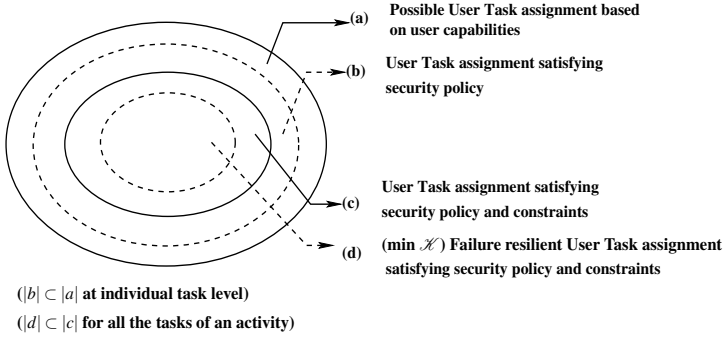 (a) Possible User Task assignment based
on user capabilities
(b) User Task assignment satisfying
security policy
User Task assignment satisfying
(c) security policy and constraints
(d) (min 𝒦) Failure resilient User Task assignment
satisfying security policy and constraints
(|b| ⊂ |a| at individual task level)
(|d| ⊂ |c| for all the tasks of an activity)